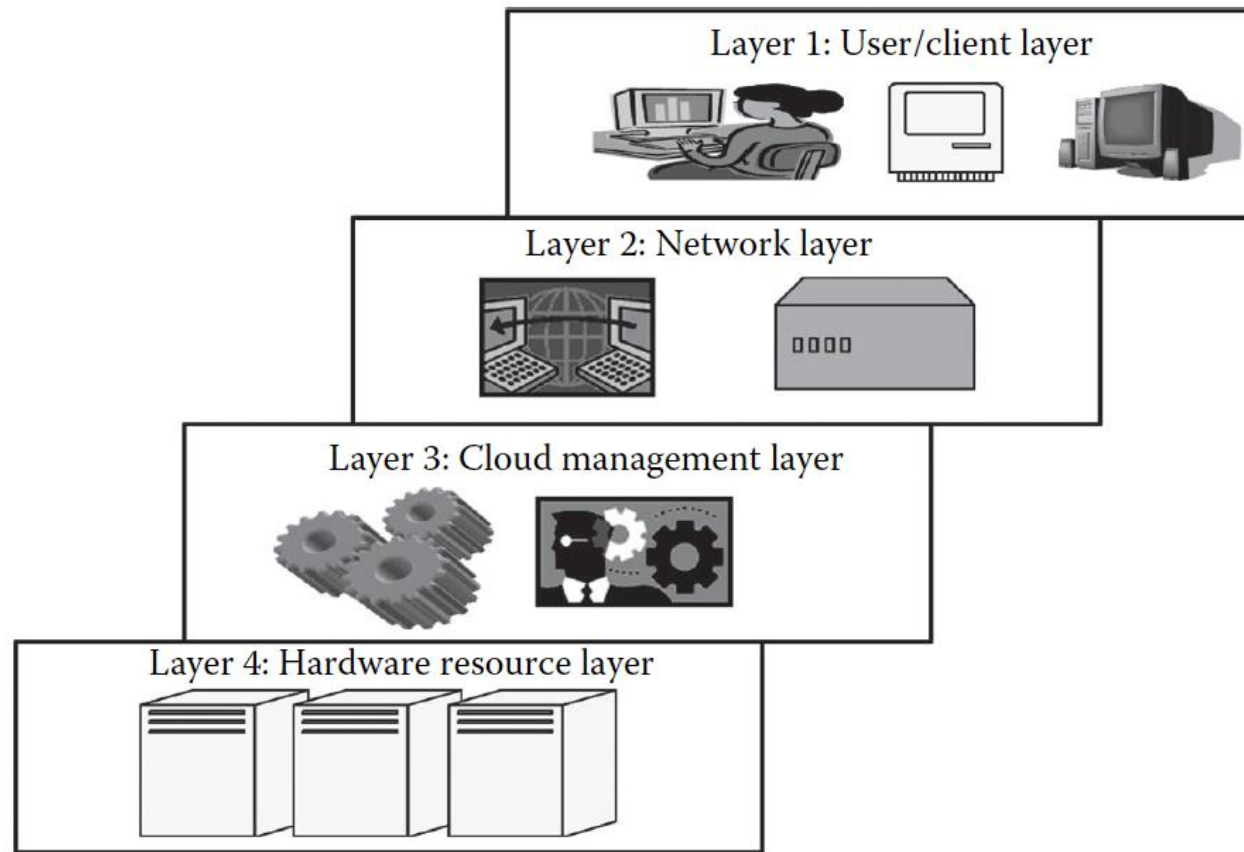 Layer 1: User/client layer
Layer 2: Network layer
Layer 3: Cloud management layer
Layer 4: Hardware resource layer